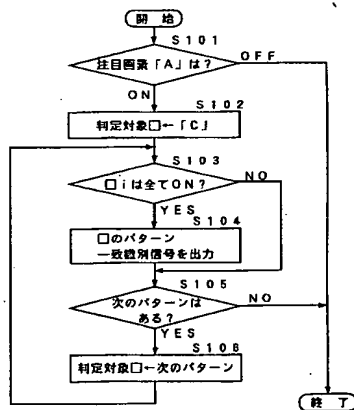 開 始
S101
注目画素「A」は？
OFF
ON
S102
判定対象□←「C」
S103
□iは全てON？
NO
YES
S104
□のパターン
一致識別信号を出力
S105
次のパターンは
ある？
NO
YES
S106
判定対象□←次のパターン
終 了